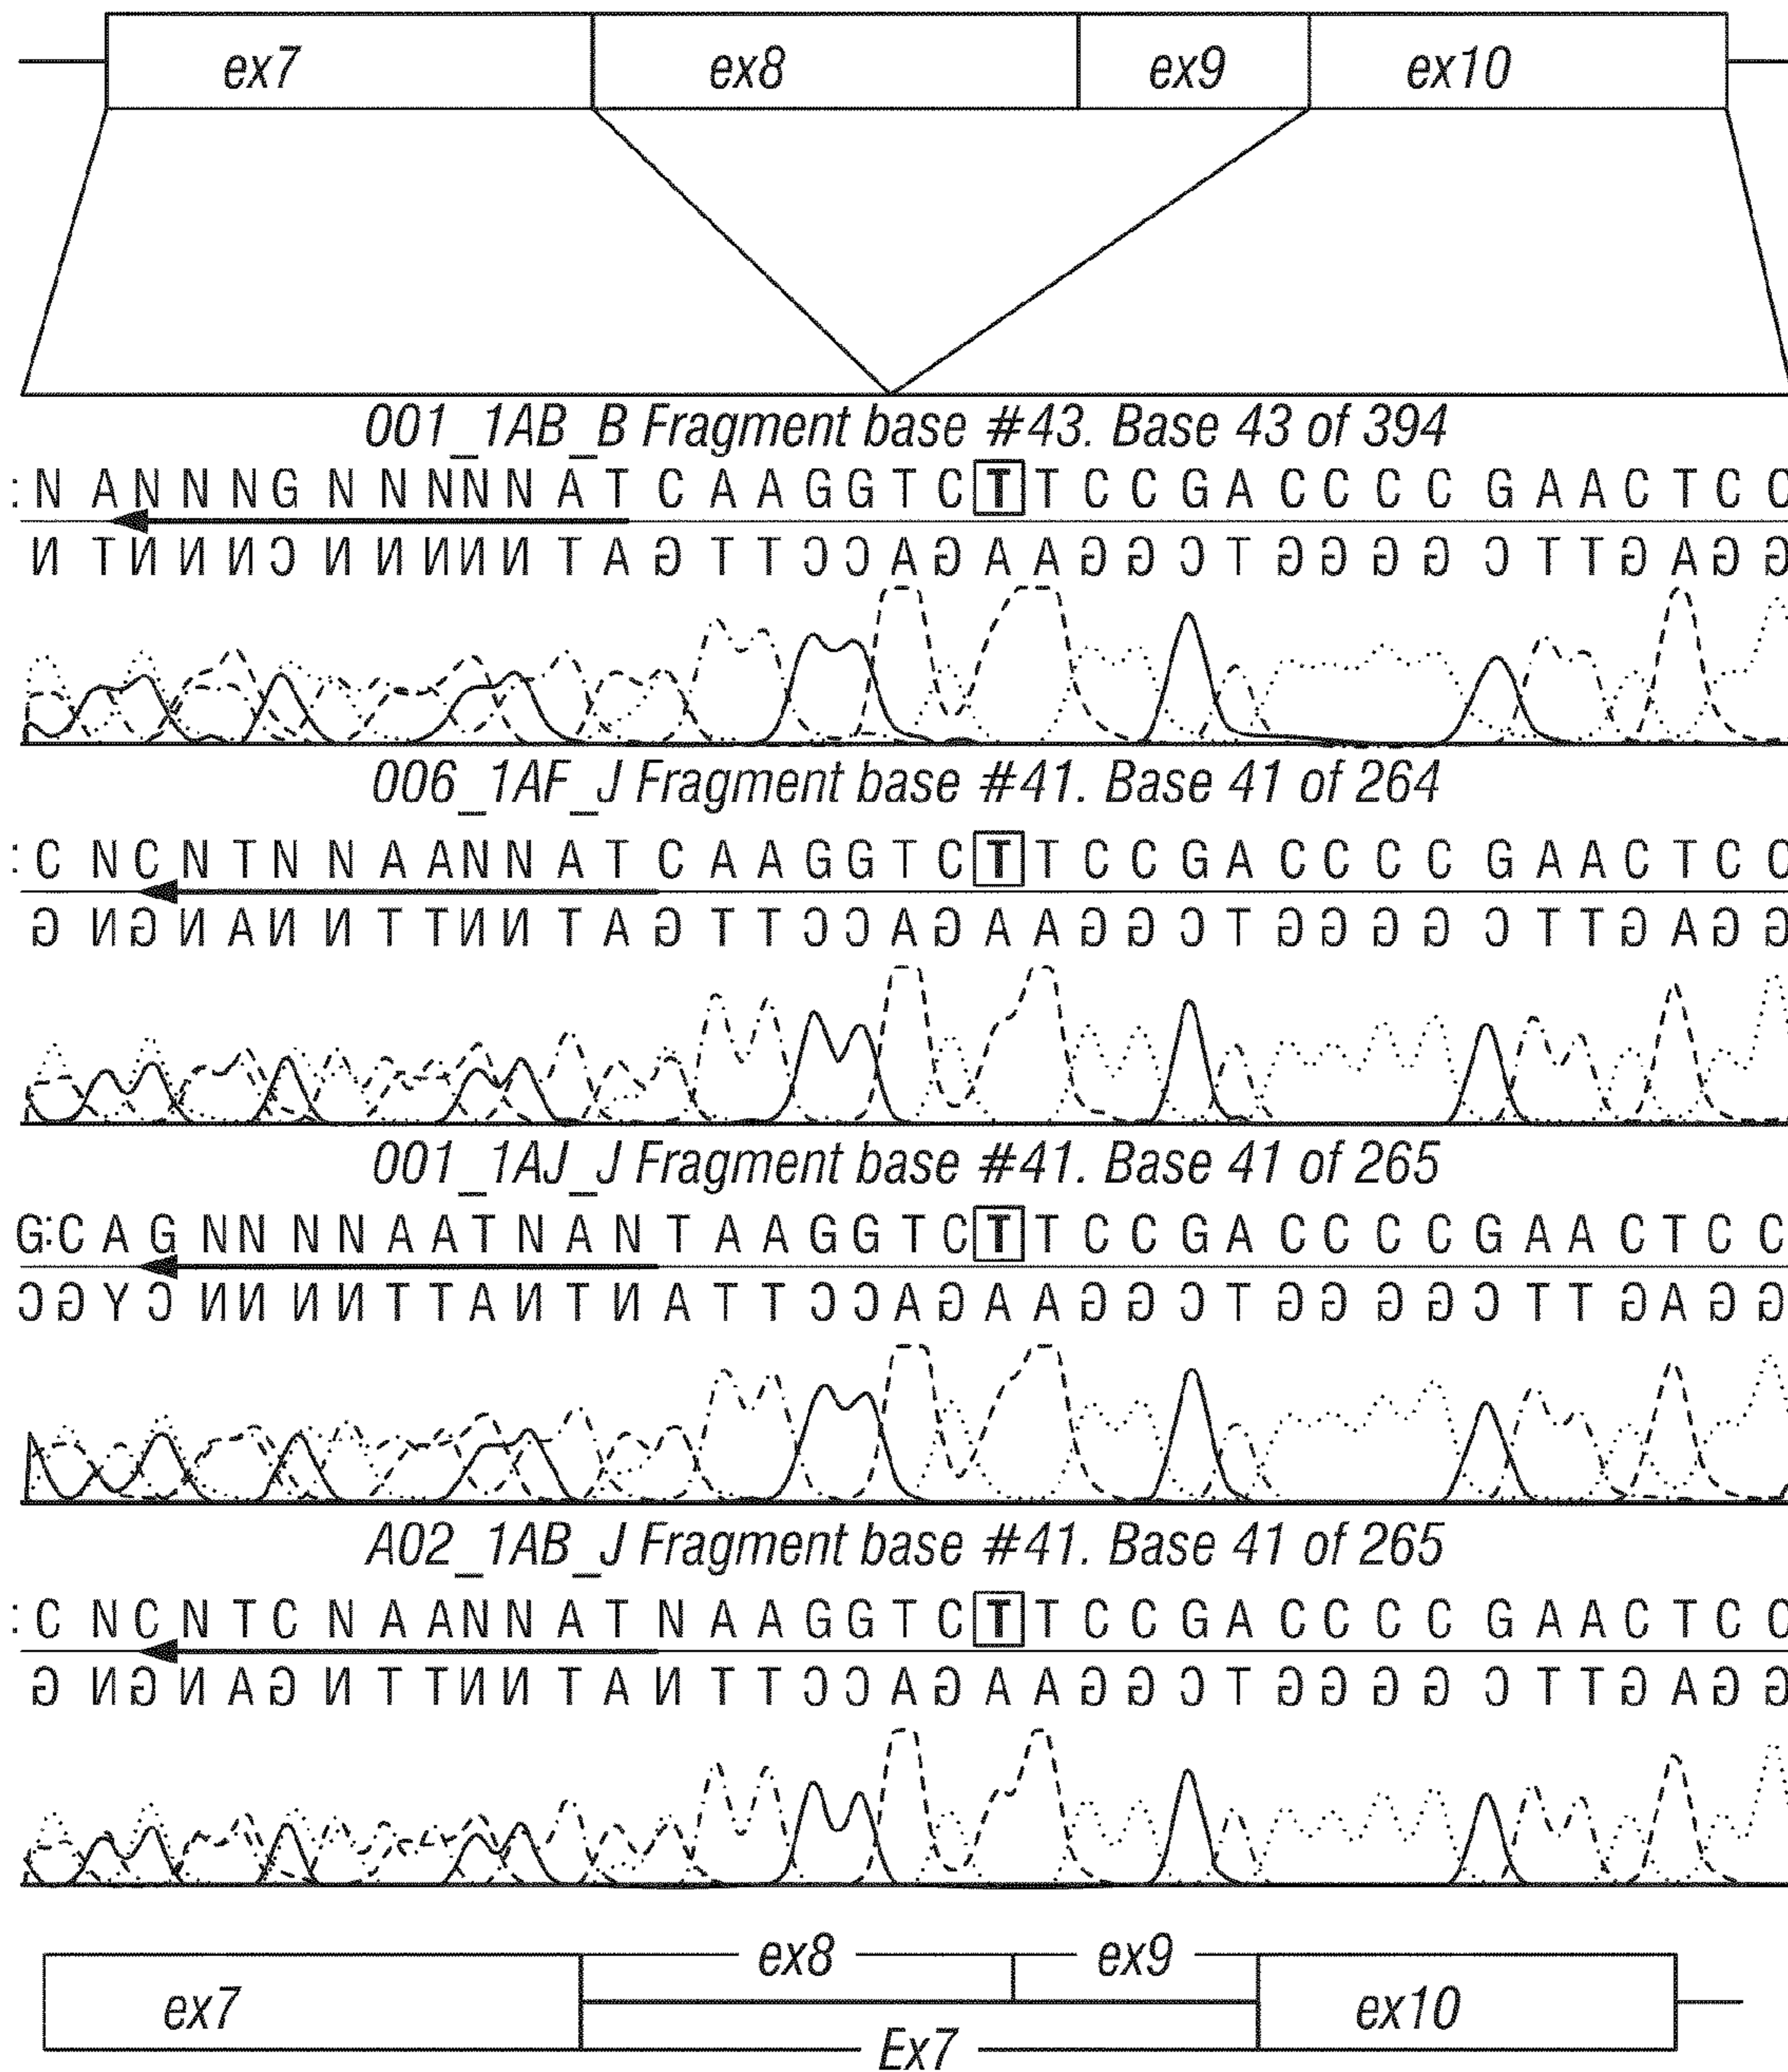 ex7 ex8 ex9 ex10
001_1AB_B Fragment base #43. Base 43 of 394
: N A N N N G N N N N N A T C A A G G T C T T C C G A C C C C G A A C T C C
N T N N N C N N N N N T A G T T C C A G A A G G C T G G G G C T T G A G G
006_1AF_J Fragment base #41. Base 41 of 264
: C N C N T N N A A N N A T C A A G G T C T T C C G A C C C C G A A C T C C
G N G N A N N T T N N T A G T T C C A G A A G G C T G G G G C T T G A G G
001_1AJ_J Fragment base #41. Base 41 of 265
G:C A G N N N N A A T N A N T A A G G T C T T C C G A C C C C G A A C T C C
C G Y C N N N N T T A N T N A T T C C A G A A G G C T G G G G C T T G A G G
A02_1AB_J Fragment base #41. Base 41 of 265
: C N C N T C N A A N N A T N A A G G T C T T C C G A C C C C G A A C T C C
G N G N A G N T T N N T A N T T C C A G A A G G C T G G G G C T T G A G G
ex8 ex9
ex7 ex10
Ex7